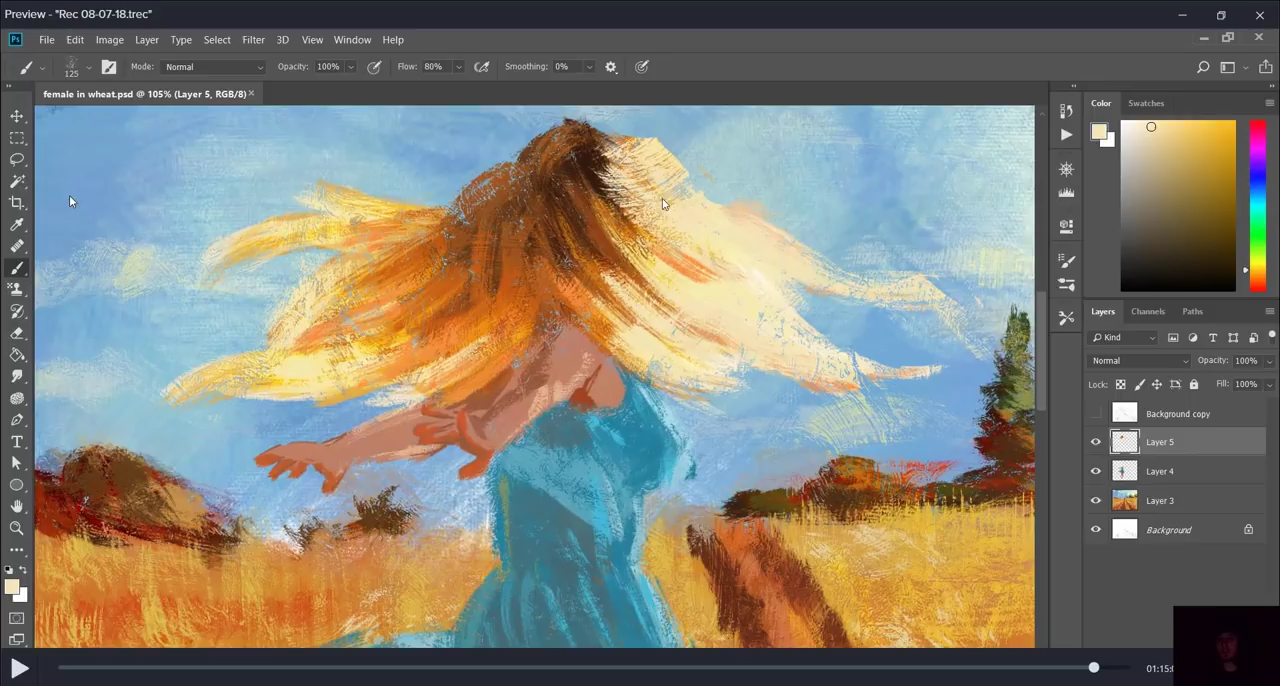 Preview - "Rec 08-07-18.trec"
Ps File Edit Image Layer Type Select Filter 3D View Window Help
125 Mode: Normal Opacity: 100% Flow: 80% Smoothing: 0%
female in wheat.psd @ 105% (Layer 5, RGB/8)
Color Swatches
Layers Channels Paths
Kind
Normal Opacity: 100%
Lock: Fill: 100%
Background copy
Layer 5
Layer 4
Layer 3
Background
01:15: